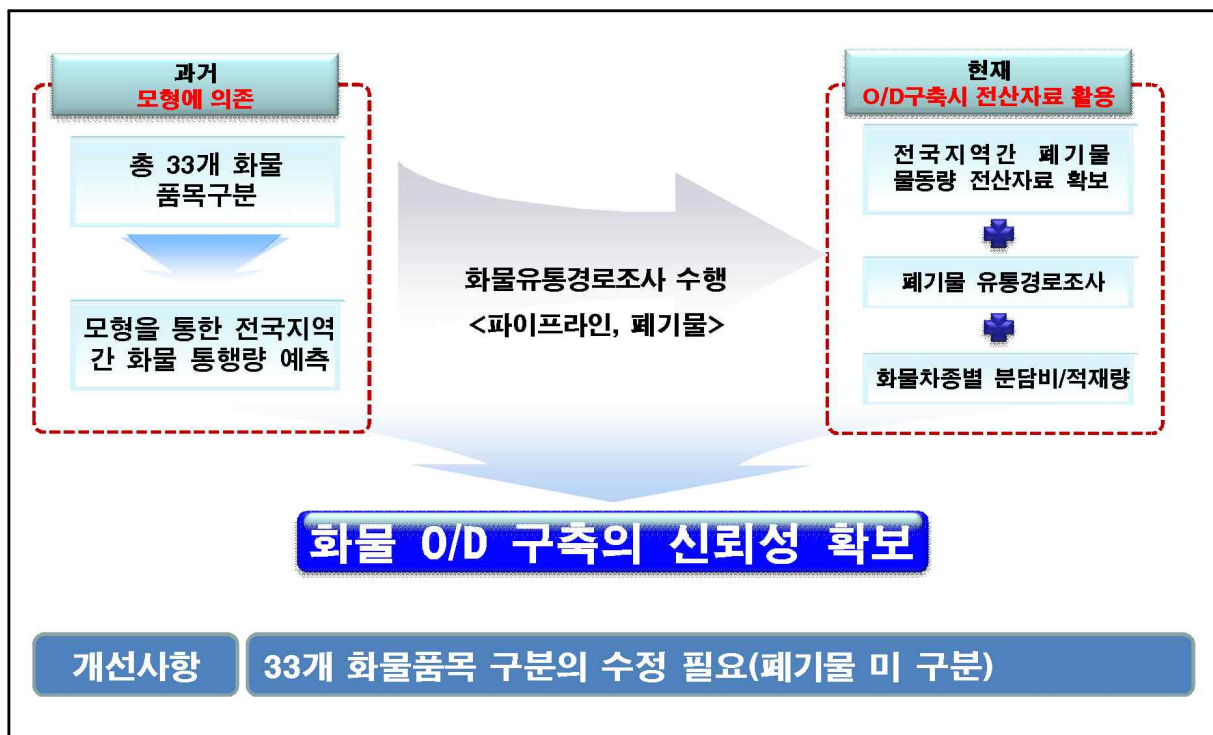 과거
모형에 의존
총 33개 화물
품목구분
모형을 통한 전국지역
간 화물 통행량 예측
화물유통경로조사 수행
<파이프라인, 폐기물>
현재
O/D구축시 전산자료 활용
전국지역간 폐기물
물동량 전산자료 확보
폐기물 유통경로조사
화물차종별 분담비/적재량
화물 O/D 구축의 신뢰성 확보
개선사항
33개 화물품목 구분의 수정 필요(폐기물 미 구분)